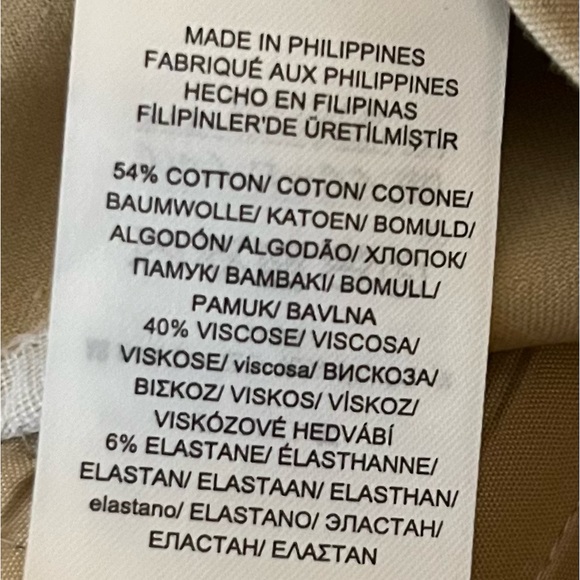 MADE IN PHILIPPINES
FABRIQUÉ AUX PHILIPPINES
HECHO EN FILIPINAS
FİLİPİNLER'DE ÜRETİLMİŞTİR
54% COTTON/ COTON/ COTONE/
BAUMWOLLE/ KATOEN/ BOMULD/
ALGODÓN/ ALGODÃO/ ХЛОПОК/
ПАМУК/ BAMBAKI/ BOMULL/
PAMUK/ BAVLNA
40% VISCOSE/ VISCOSA/
VISKOSE/ viscosa/ ВИСКОЗА/
ΒΙΣΚΟΖ/ VISKOS/ VİSKOZ/
VISKÓZOVÉ HEDVÁBÍ
6% ELASTANE/ ÉLASTHANNE/
ELASTAN/ ELASTAAN/ ELASTHAN/
elastano/ ELASTANO/ ЭЛАСТАН/
ЕЛАСТАН/ ΕΛΑΣΤΑΝ